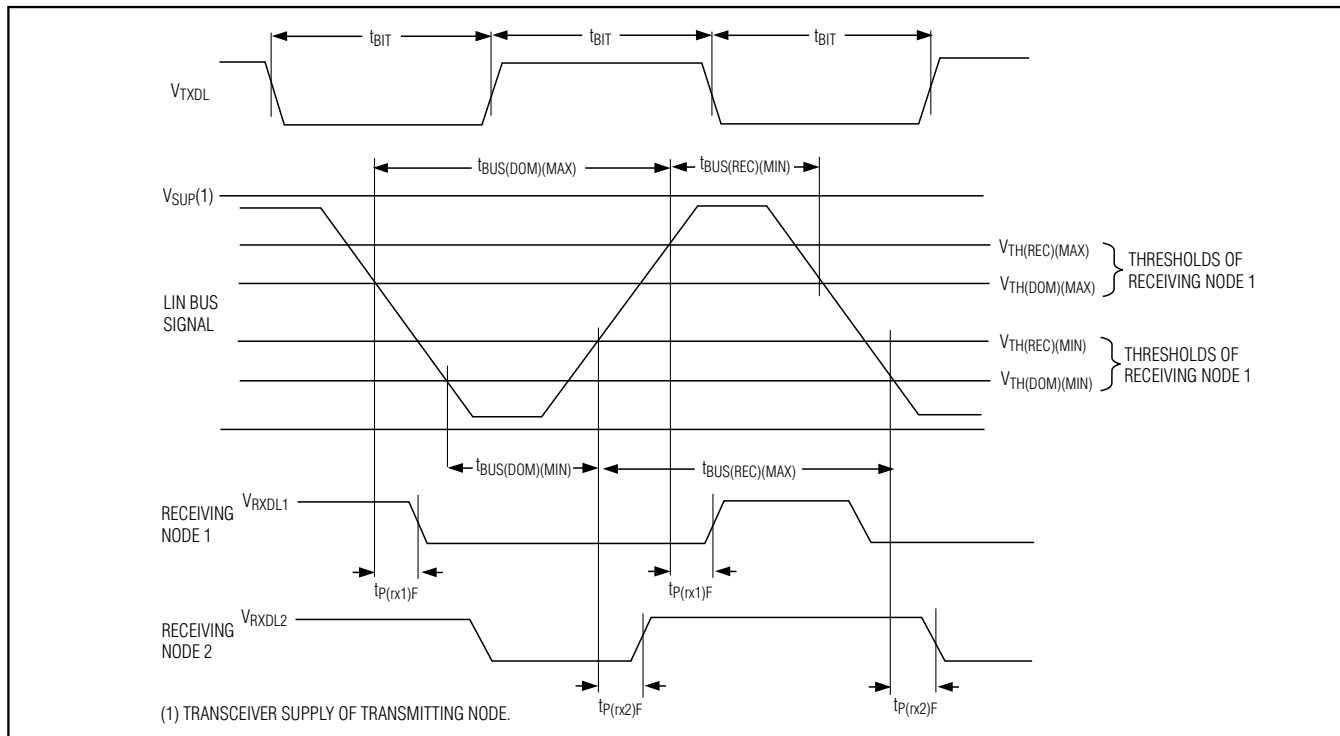 tBIT tBIT tBIT
VTXDL
tBUS(DOM)(MAX) tBUS(REC)(MIN)
VSUP(1)
VTH(REC)(MAX)
THRESHOLDS OF
RECEIVING NODE 1
VTH(DOM)(MAX)
LIN BUS
SIGNAL
VTH(REC)(MIN)
THRESHOLDS OF
RECEIVING NODE 1
VTH(DOM)(MIN)
tBUS(DOM)(MIN) tBUS(REC)(MAX)
VRXDL1
RECEIVING
NODE 1
tP(rx1)F tP(rx1)F
VRXDL2
RECEIVING
NODE 2
tP(rx2)F tP(rx2)F
(1) TRANSCEIVER SUPPLY OF TRANSMITTING NODE.